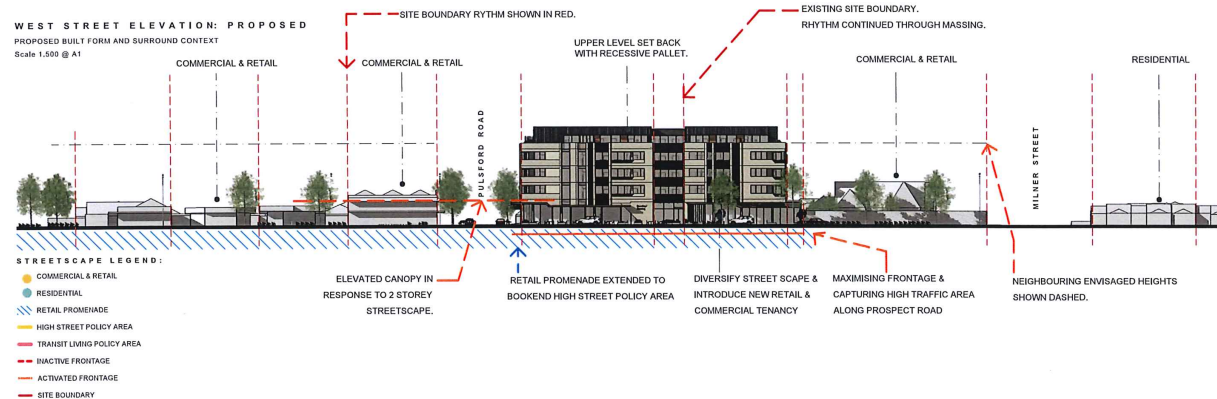 WEST STREET ELEVATION: PROPOSED
PROPOSED BUILT FORM AND SURROUND CONTEXT
Scale 1,500 @ A1
SITE BOUNDARY RYTHM SHOWN IN RED.
EXISTING SITE BOUNDARY.
RHYTHM CONTINUED THROUGH MASSING.
UPPER LEVEL SET BACK
WITH RECESSIVE PALLET.
COMMERCIAL & RETAIL
COMMERCIAL & RETAIL
COMMERCIAL & RETAIL
RESIDENTIAL
PULSFORD ROAD
MILNER STREET
ELEVATED CANOPY IN
RESPONSE TO 2 STOREY
STREETSCAPE.
RETAIL PROMENADE EXTENDED TO
BOOKEND HIGH STREET POLICY AREA
DIVERSIFY STREET SCAPE &
INTRODUCE NEW RETAIL &
COMMERCIAL TENANCY
MAXIMISING FRONTAGE &
CAPTURING HIGH TRAFFIC AREA
ALONG PROSPECT ROAD
NEIGHBOURING ENVISAGED HEIGHTS
SHOWN DASHED.
STREETSCAPE LEGEND:
COMMERCIAL & RETAIL
RESIDENTIAL
RETAIL PROMENADE
HIGH STREET POLICY AREA
TRANSIT LIVING POLICY AREA
INACTIVE FRONTAGE
ACTIVATED FRONTAGE
SITE BOUNDARY